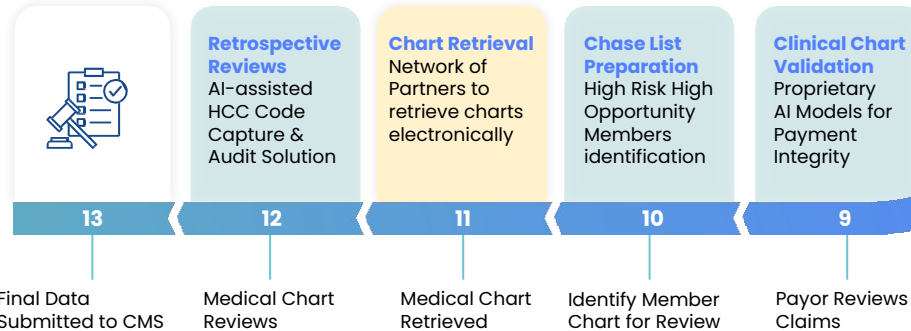 Retrospective
Reviews
AI-assisted
HCC Code
Capture &
Audit Solution
Chart Retrieval
Network of
Partners to
retrieve charts
electronically
Chase List
Preparation
High Risk High
Opportunity
Members
identification
Clinical Chart
Validation
Proprietary
AI Models for
Payment
Integrity
13
12
11
10
9
Final Data
Submitted to CMS
Medical Chart
Reviews
Medical Chart
Retrieved
Identify Member
Chart for Review
Payor Reviews
Claims